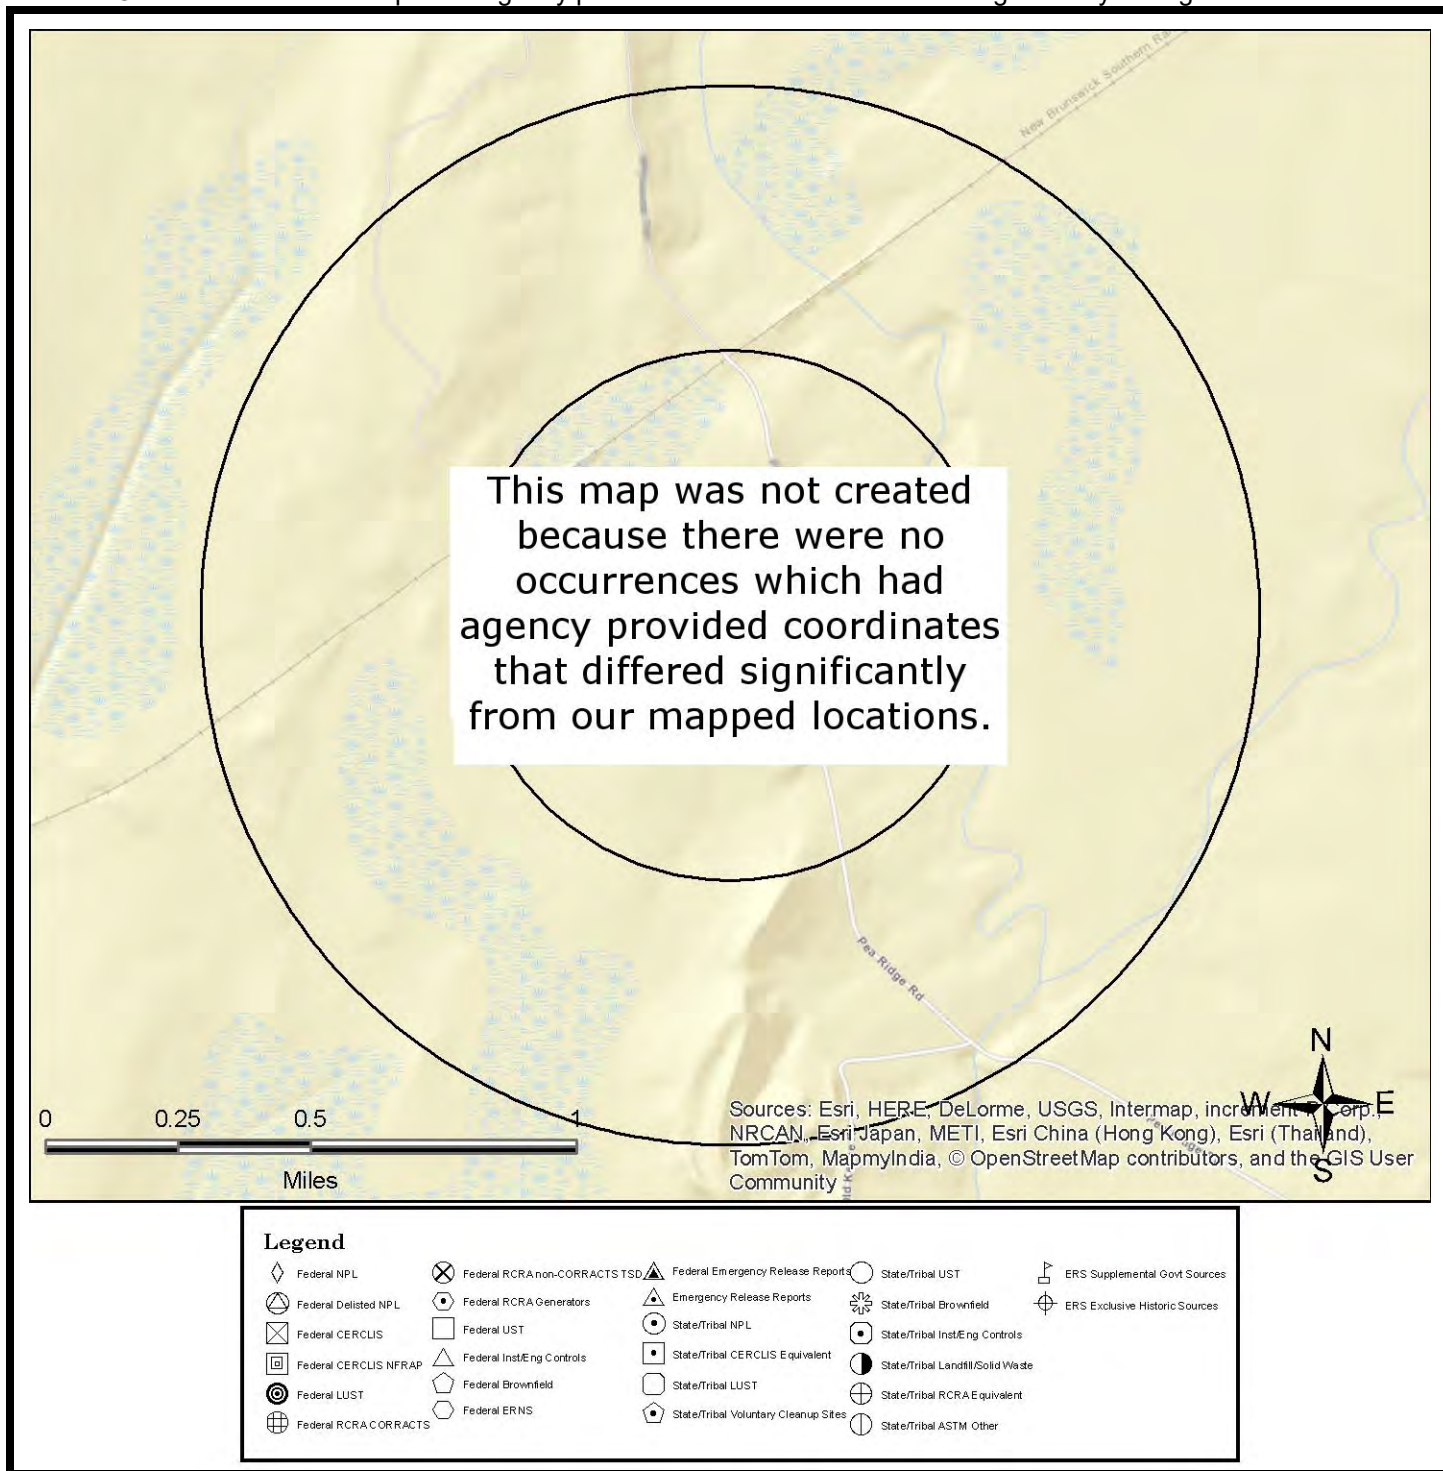 New Brunswick Southern Ra
This map was not created
because there were no
occurrences which had
agency provided coordinates
that differed significantly
from our mapped locations.
Pea Ridge Rd
N
W
E
S
0 0.25 0.5 1
Miles
Sources: Esri, HERE, DeLorme, USGS, Intermap, increment P Corp.,
NRCAN, Esri Japan, METI, Esri China (Hong Kong), Esri (Thailand),
TomTom, MapmyIndia, © OpenStreetMap contributors, and the GIS User
Community
Legend
Federal NPL
Federal Delisted NPL
Federal CERCLIS
Federal CERCLIS NFRAP
Federal LUST
Federal RCRA CORRACTS
Federal RCRA non-CORRACTS TSD
Federal RCRA Generators
Federal UST
Federal Inst/Eng Controls
Federal Brownfield
Federal ERNS
Federal Emergency Release Reports
Emergency Release Reports
State/Tribal NPL
State/Tribal CERCLIS Equivalent
State/Tribal LUST
State/Tribal Voluntary Cleanup Sites
State/Tribal UST
State/Tribal Brownfield
State/Tribal Inst/Eng Controls
State/Tribal Landfill/Solid Waste
State/Tribal RCRA Equivalent
State/Tribal ASTM Other
ERS Supplemental Govt Sources
ERS Exclusive Historic Sources